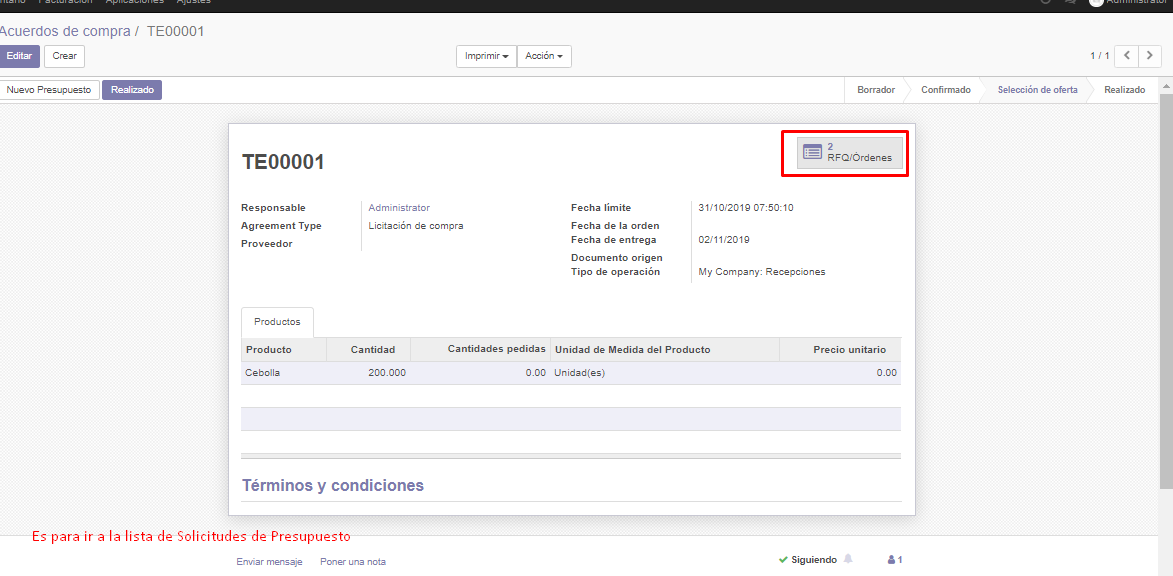 Facturación Aplicaciones Ajustes Administrator
Acuerdos de compra / TE00001
Editar Crear Imprimir Acción 1 / 1
Nuevo Presupuesto Realizado Borrador Confirmado Selección de oferta Realizado
2
RFQ/Órdenes
TE00001
Responsable Administrator Fecha límite 31/10/2019 07:50:10
Agreement Type Licitación de compra Fecha de la orden
Proveedor Fecha de entrega 02/11/2019
Documento origen
Tipo de operación My Company: Recepciones
Productos
Producto Cantidad Cantidades pedidas Unidad de Medida del Producto Precio unitario
Cebolla 200.000 0.00 Unidad(es) 0.00
Términos y condiciones
Es para ir a la lista de Solicitudes de Presupuesto
Enviar mensaje Poner una nota Siguiendo 1